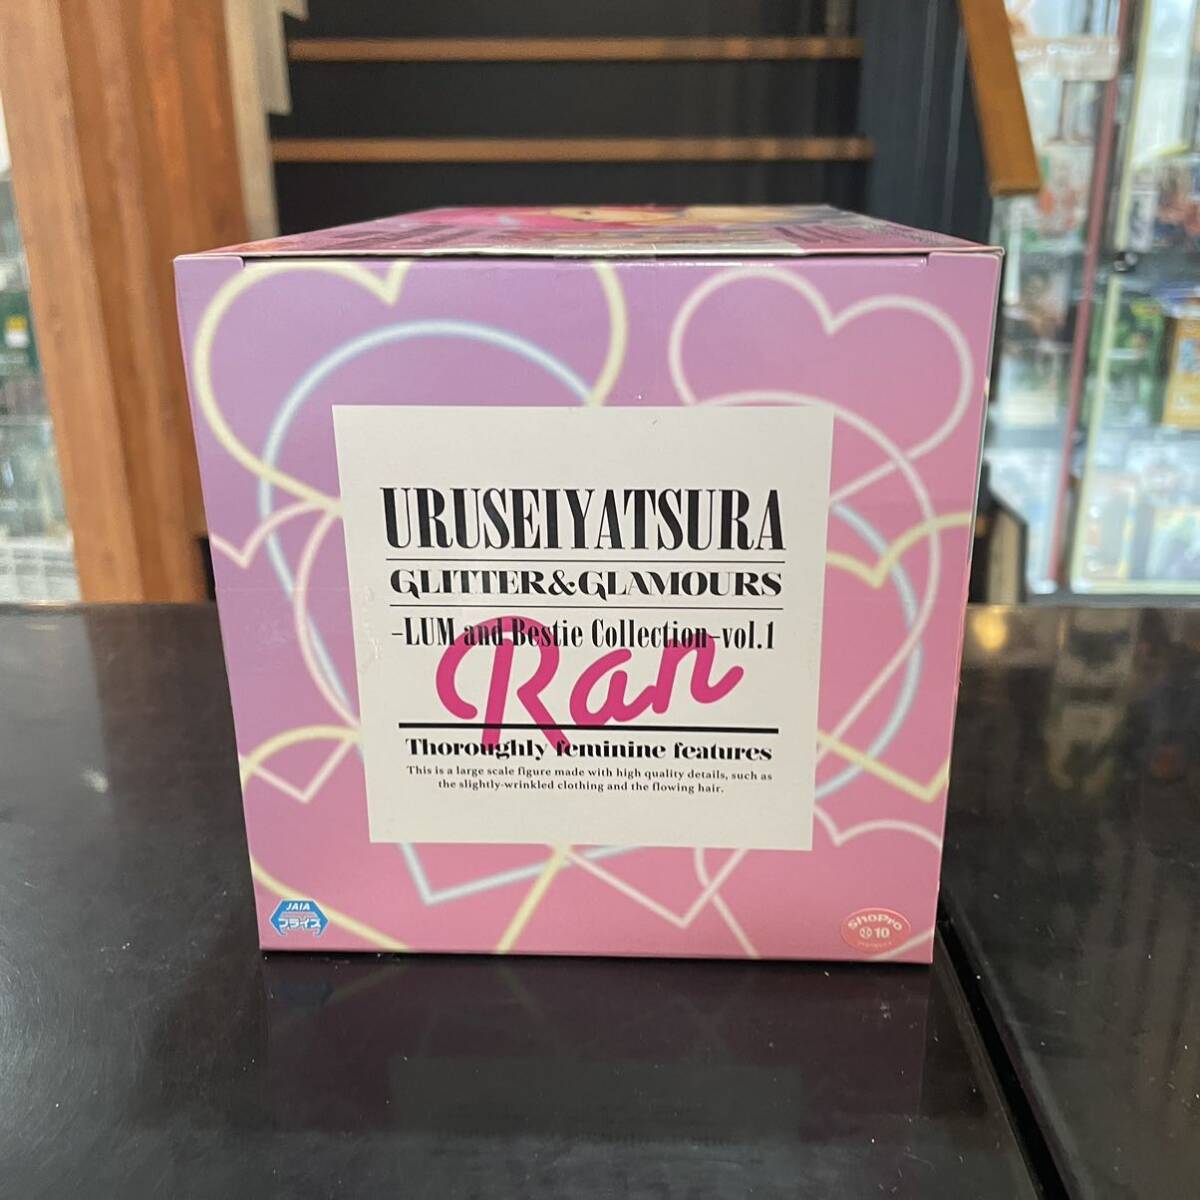 URUSEIYATSURA
GLITTER&GLAMOURS
-LUM and Bestie Collection-vol.1
Ran
Thoroughly feminine features
This is a large scale figure made with high quality details, such as
the slightly-wrinkled clothing and the flowing hair.
JAIA
プライズ
ShoPro
10